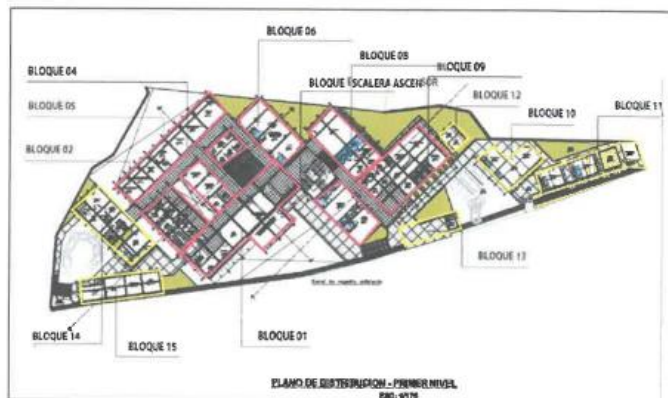 BLOQUE 06
BLOQUE 04
BLOQUE 08
BLOQUE 09
BLOQUE ESCALERA ASCENSOR
BLOQUE 12
BLOQUE 11
BLOQUE 05
BLOQUE 10
BLOQUE 02
BLOQUE 17
BLOQUE 14
BLOQUE 15
BLOQUE 01
PLANO DE DISTRIBUCION - PRIMER NIVEL